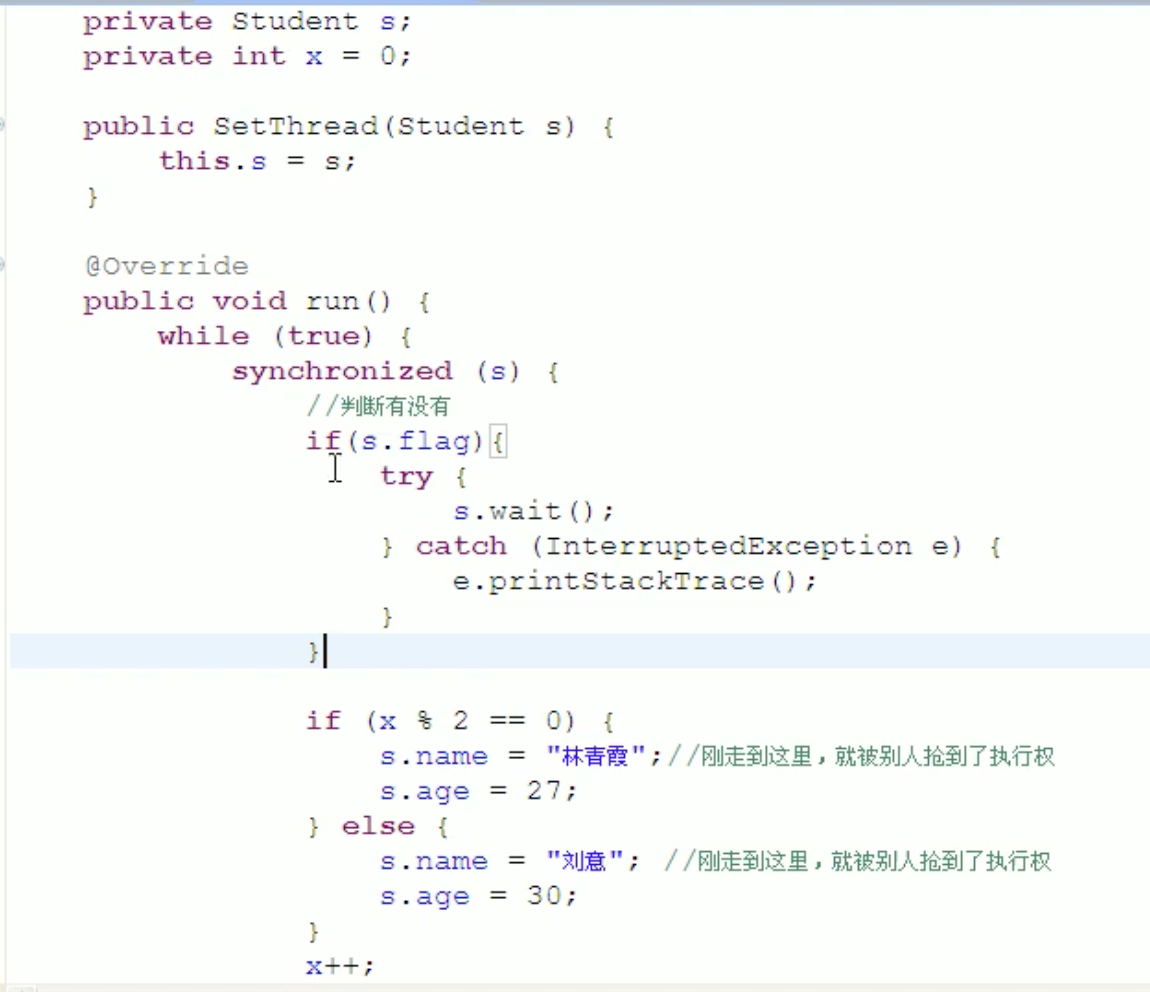 private Student s;
private int x = 0;
public SetThread(Student s) {
this.s = s;
}
@Override
public void run() {
while (true) {
synchronized (s) {
//判断有没有
if(s.flag){
try {
s.wait();
} catch (InterruptedException e) {
e.printStackTrace();
}
}
if (x % 2 == 0) {
s.name = "林青霞";//刚走到这里，就被别人抢到了执行权
s.age = 27;
} else {
s.name = "刘意"; //刚走到这里，就被别人抢到了执行权
s.age = 30;
}
x++;